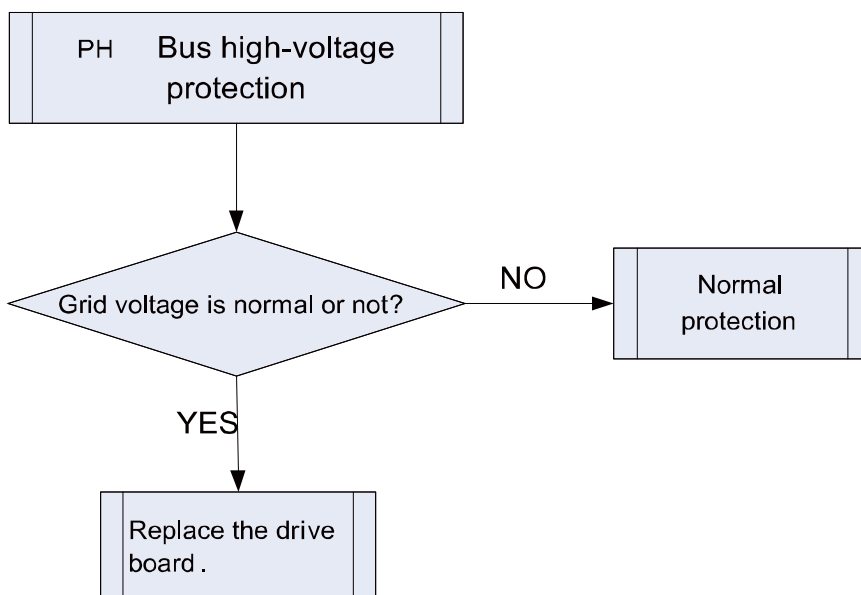 PH Bus high-voltage
protection
Grid voltage is normal or not?
NO
Normal
protection
YES
Replace the drive
board .